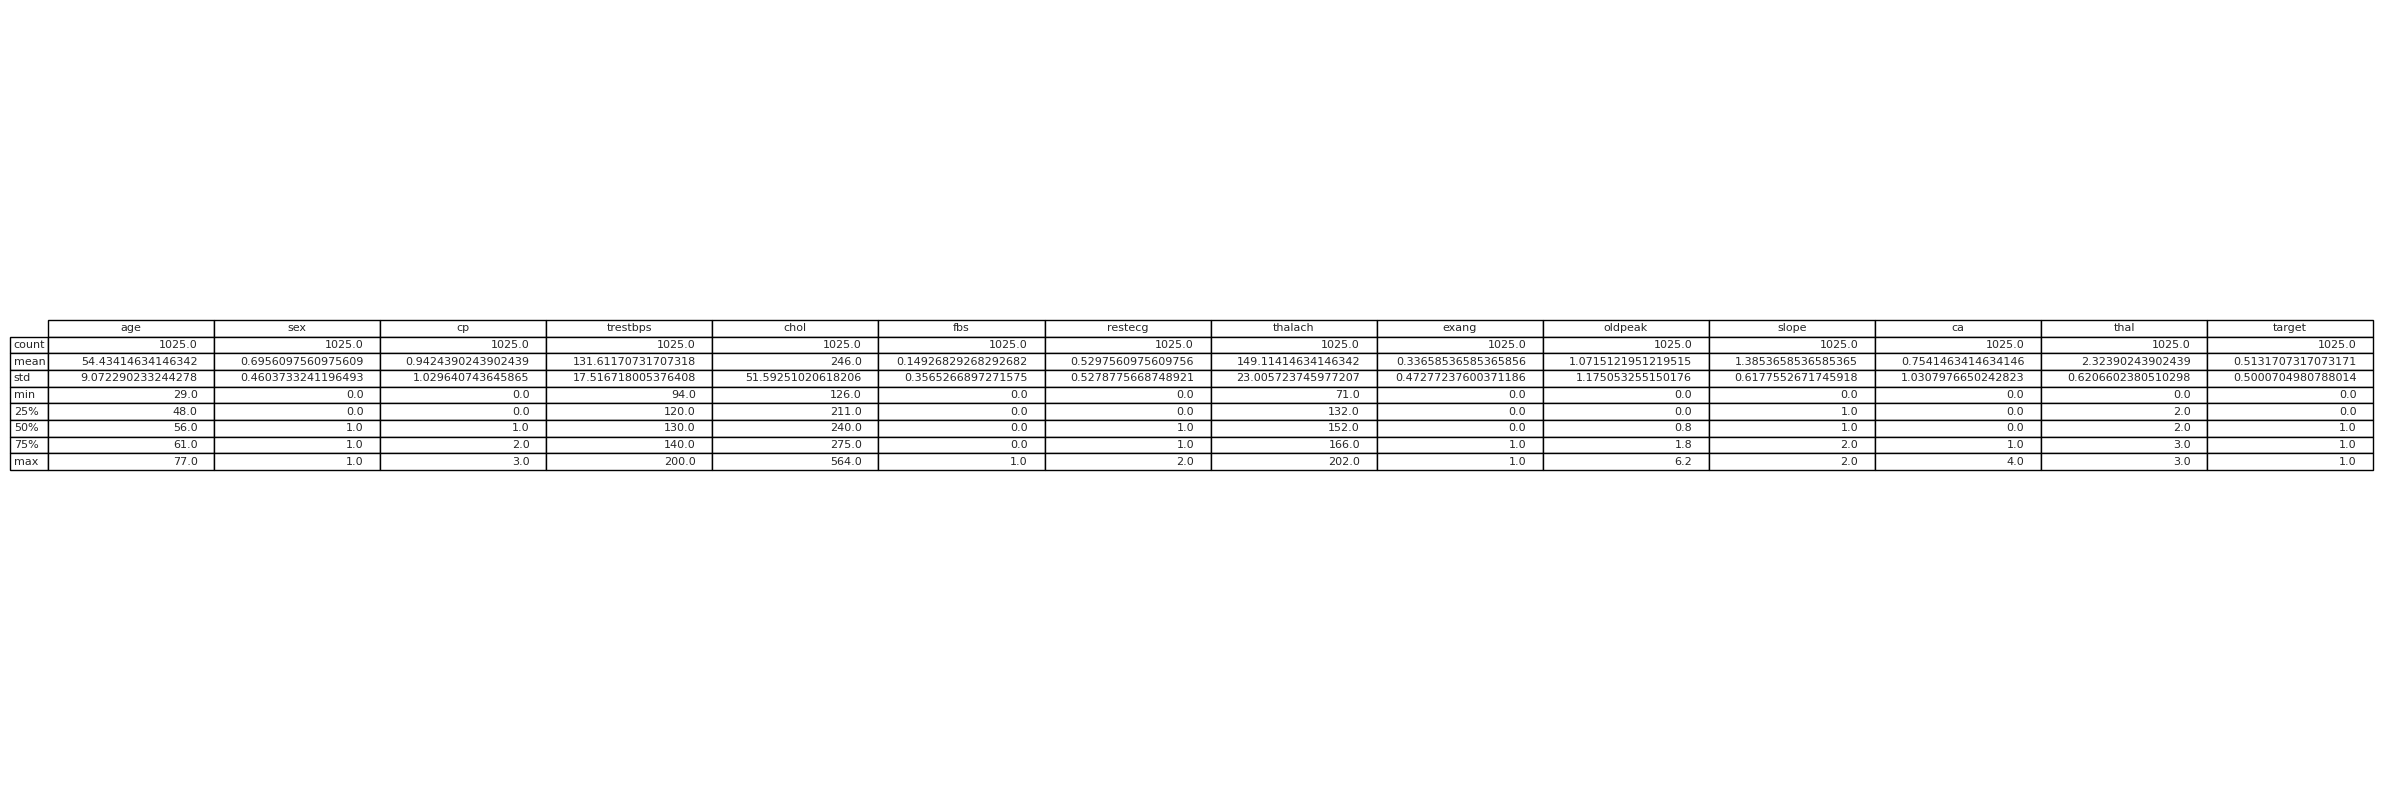 age sex cp trestbps chol fbs restecg thalach exang oldpeak slope ca thal target
count 1025.0 1025.0 1025.0 1025.0 1025.0 1025.0 1025.0 1025.0 1025.0 1025.0 1025.0 1025.0 1025.0 1025.0
mean 54.43414634146342 0.6956097560975609 0.9424390243902439 131.61170731707318 246.0 0.14926829268292682 0.5297560975609756 149.11414634146342 0.33658536585365856 1.0715121951219515 1.3853658536585365 0.7541463414634146 2.32390243902439 0.5131707317073171
std 9.072290233244278 0.4603733241196493 1.029640743645865 17.516718005376408 51.59251020618206 0.3565266897271575 0.5278775668748921 23.005723745977207 0.47277237600371186 1.175053255150176 0.6177552671745918 1.0307976650242823 0.6206602380510298 0.5000704980788014
min 29.0 0.0 0.0 94.0 126.0 0.0 0.0 71.0 0.0 0.0 0.0 0.0 0.0 0.0
25% 48.0 0.0 0.0 120.0 211.0 0.0 0.0 132.0 0.0 0.0 1.0 0.0 2.0 0.0
50% 56.0 1.0 1.0 130.0 240.0 0.0 1.0 152.0 0.0 0.8 1.0 0.0 2.0 1.0
75% 61.0 1.0 2.0 140.0 275.0 0.0 1.0 166.0 1.0 1.8 2.0 1.0 3.0 1.0
max 77.0 1.0 3.0 200.0 564.0 1.0 2.0 202.0 1.0 6.2 2.0 4.0 3.0 1.0